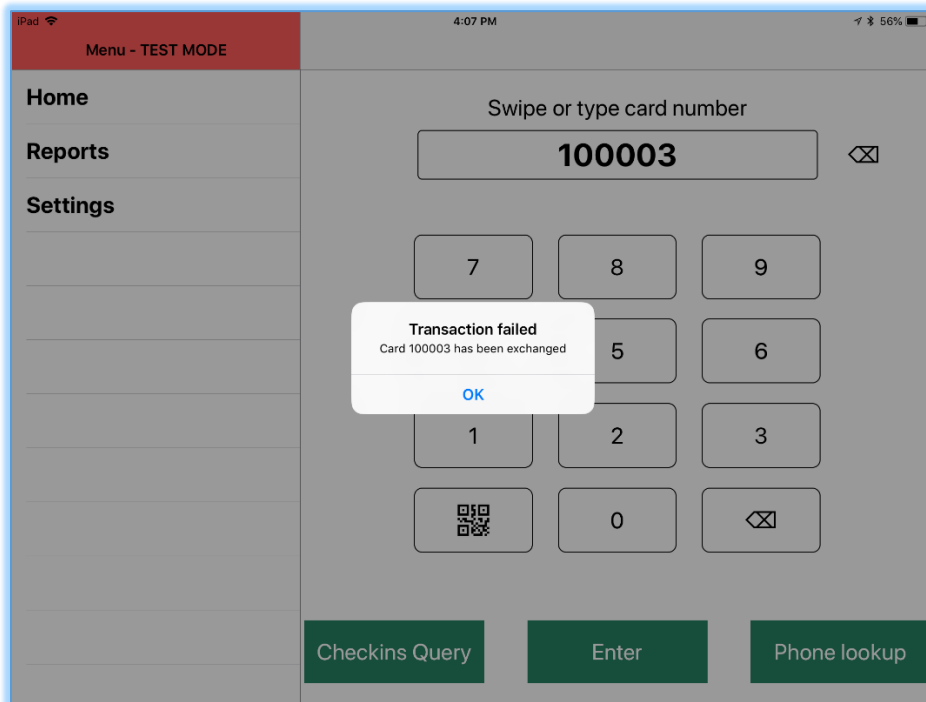 iPad
4:07 PM
56%
Menu - TEST MODE
Home
Reports
Settings
Swipe or type card number
100003
7
8
9
Transaction failed
Card 100003 has been exchanged
OK
5
6
1
2
3
0
Checkins Query
Enter
Phone lookup